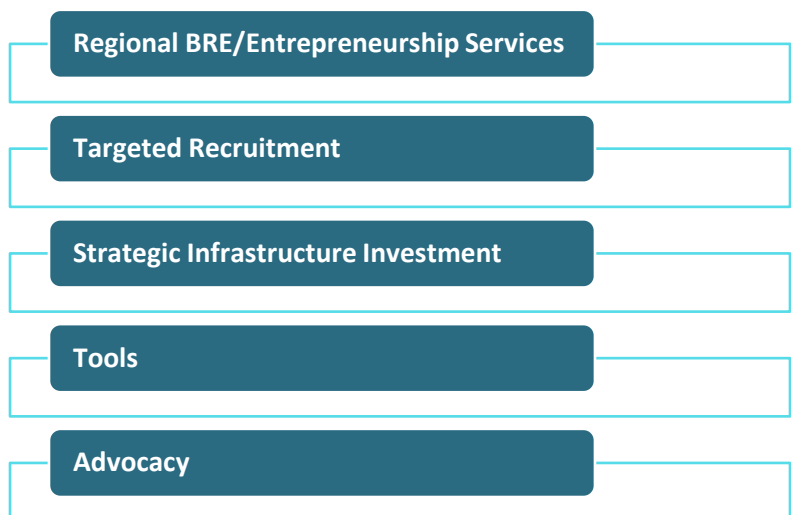 Regional BRE/Entrepreneurship Services
Targeted Recruitment
Strategic Infrastructure Investment
Tools
Advocacy